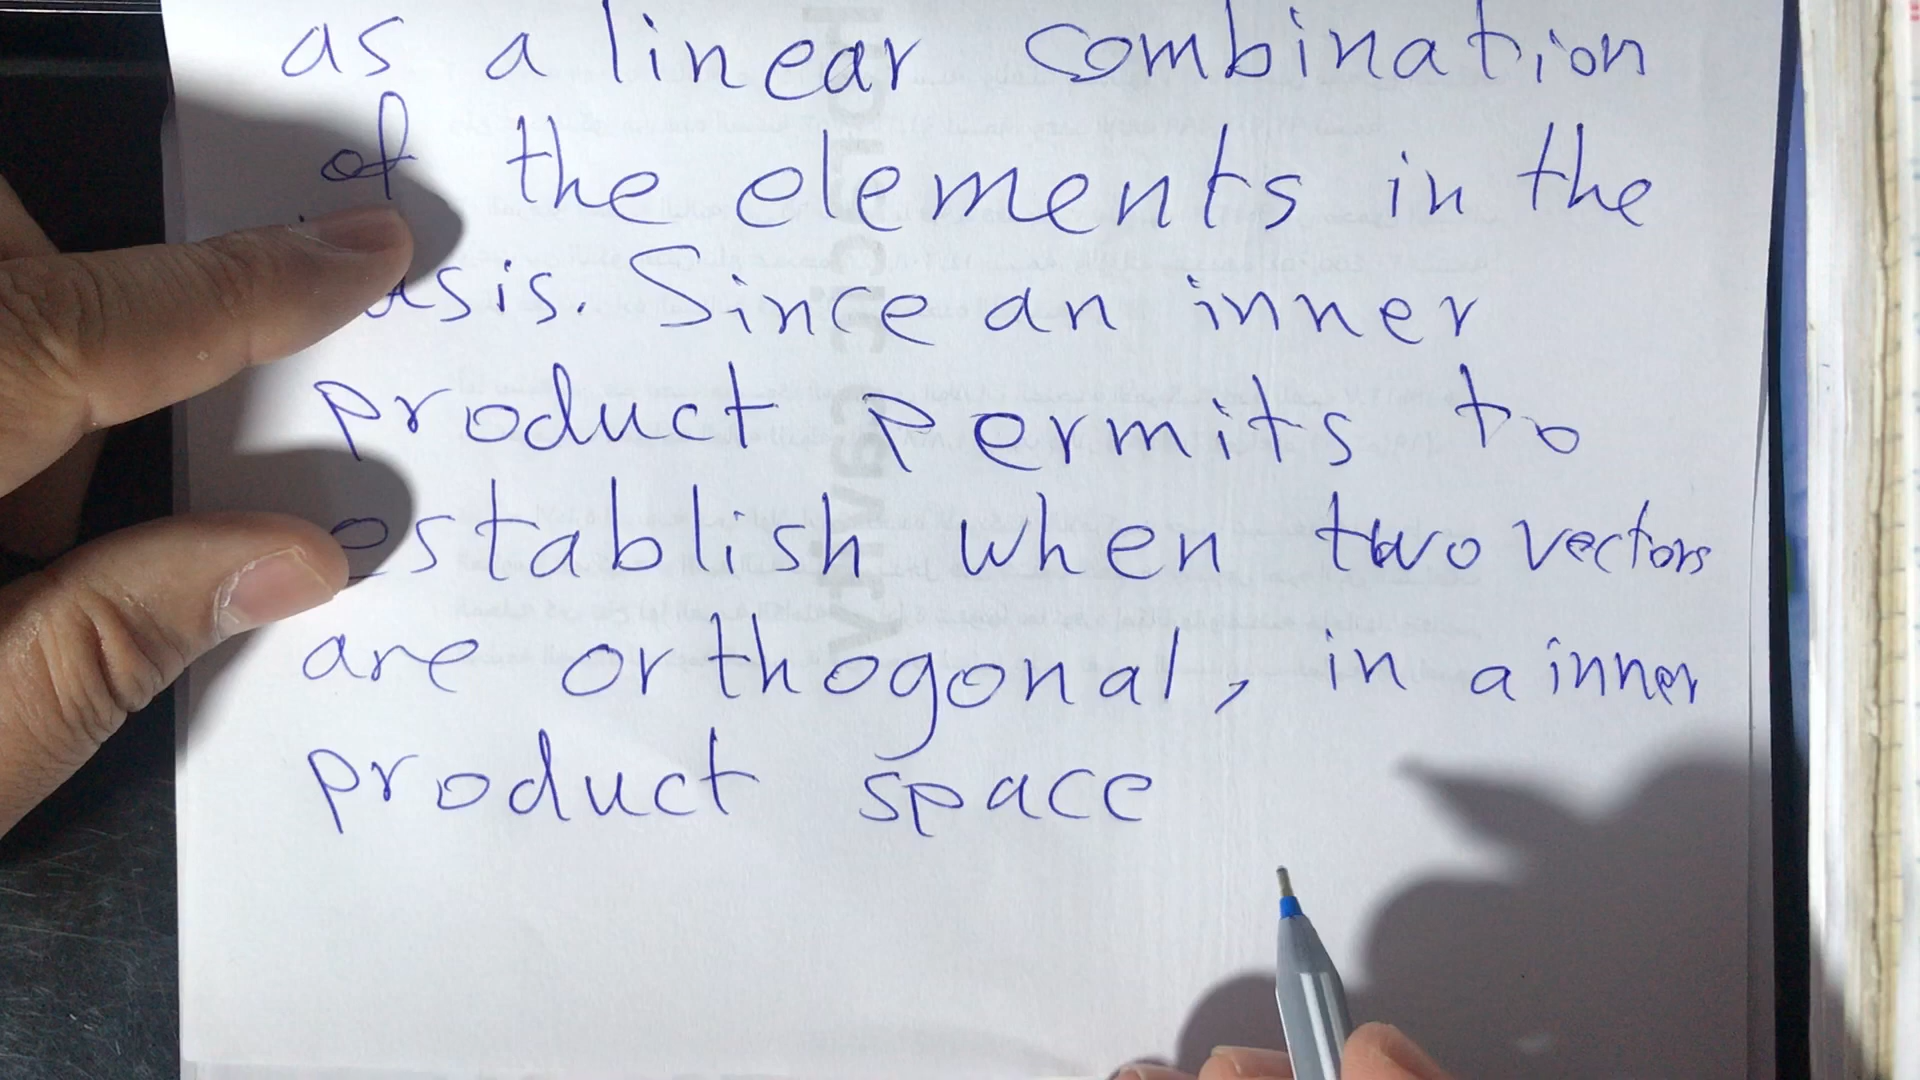 as a linear combination
of the elements in the
asis. Since an inner
product permits to
establish when two vectors
are orthogonal, in a inner
product space